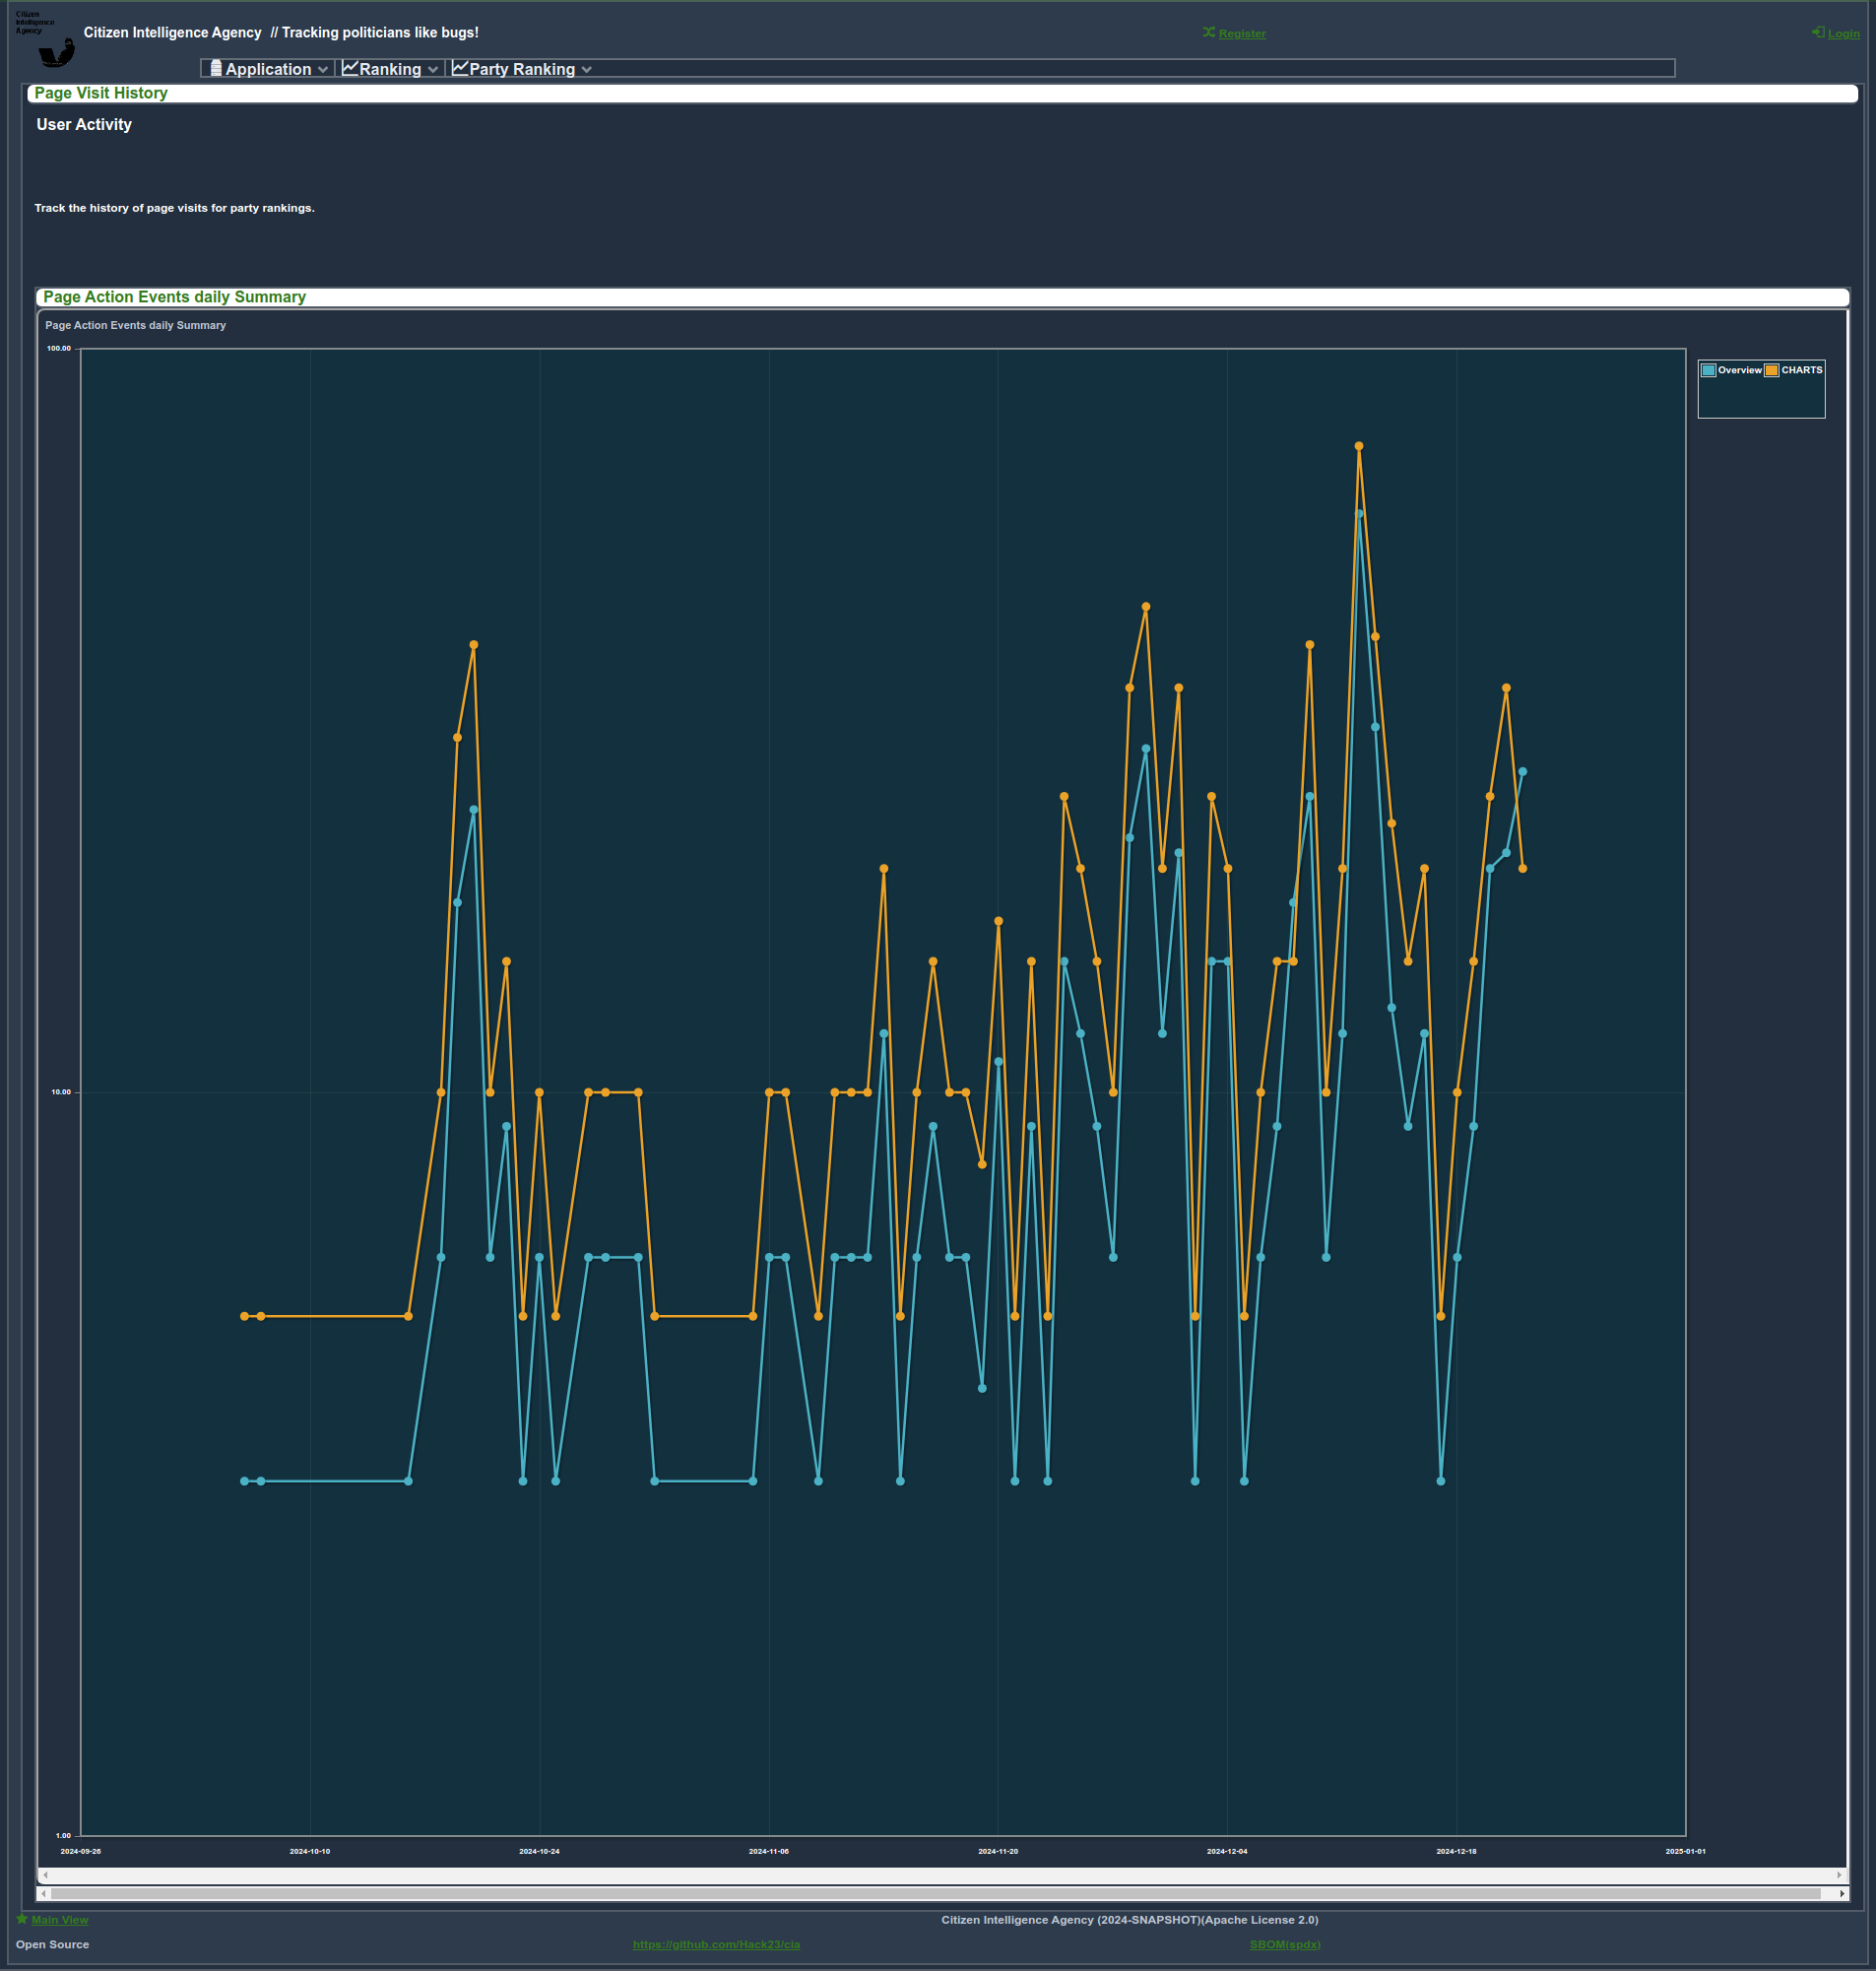 Citizen
Intelligence
Agency
Citizen Intelligence Agency // Tracking politicians like bugs!
Register
Login
Application
Ranking
Party Ranking
Page Visit History
User Activity
Track the history of page visits for party rankings.
Page Action Events daily Summary
Page Action Events daily Summary
100.00
Overview CHARTS
10.00
1.00
2024-09-26 2024-10-10 2024-10-24 2024-11-06 2024-11-20 2024-12-04 2024-12-18 2025-01-01
Main View
Citizen Intelligence Agency (2024-SNAPSHOT)(Apache License 2.0)
Open Source
https://github.com/Hack23/cia
SBOM(spdx)